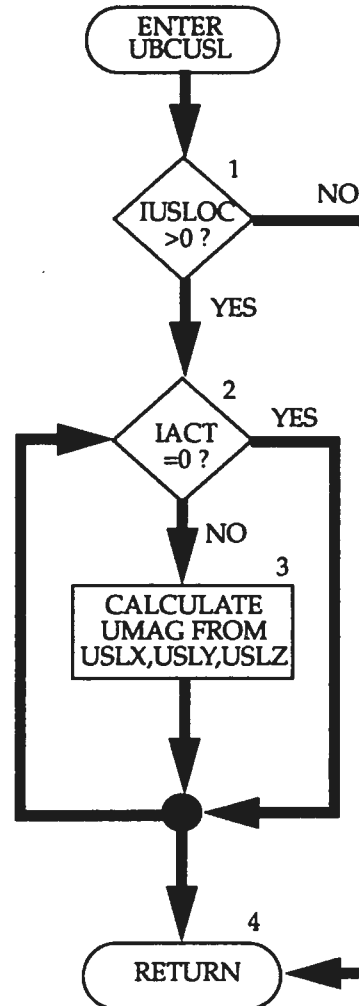 ENTER
UBCUSL
1
IUSLOC
>0 ?
NO
YES
2
IACT
=0 ?
YES
NO
3
CALCULATE
UMAG FROM
USLX,USLY,USLZ
4
RETURN